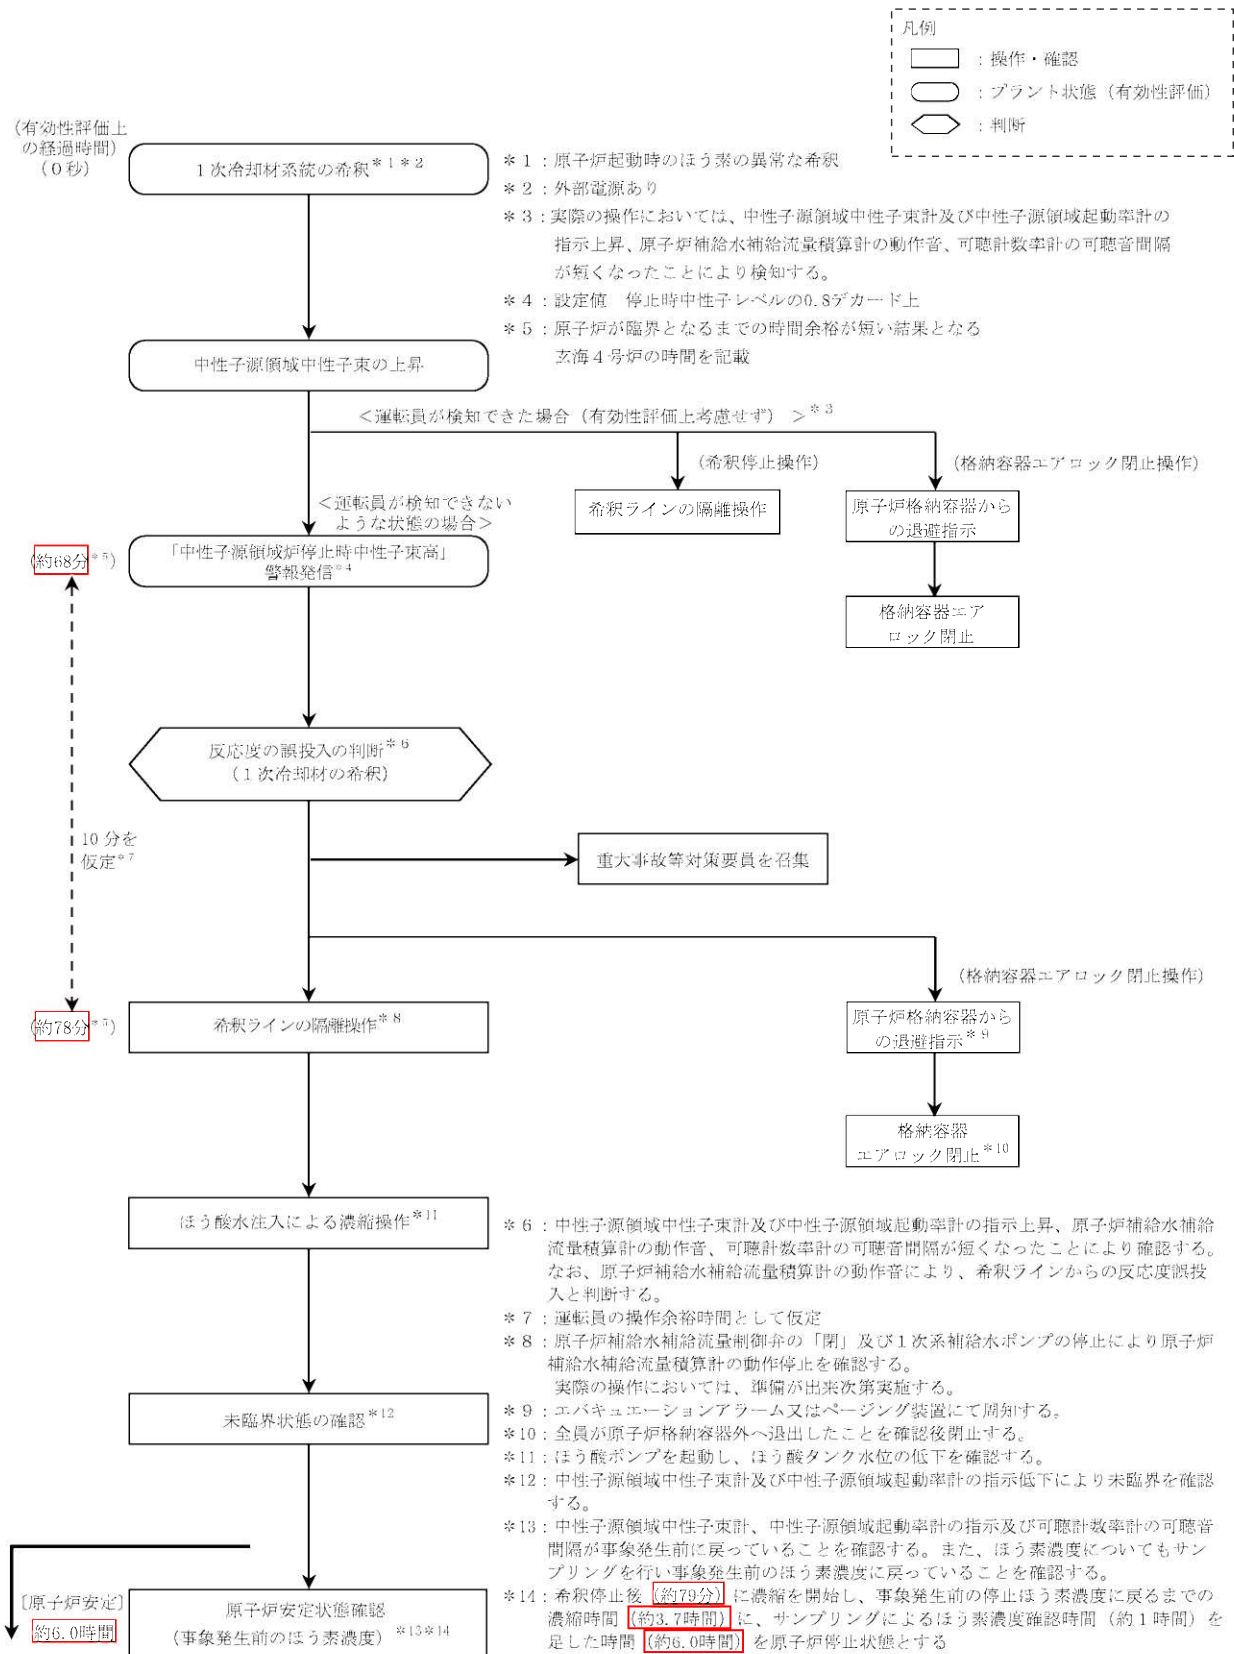 凡例
：操作・確認
：プラント状態（有効性評価）
：判断
（有効性評価上
の経過時間）
（０秒）
１次冷却材系統の希釈＊１＊２
＊１：原子炉起動時のほう素の異常な希釈
＊２：外部電源あり
＊３：実際の操作においては、中性子源領域中性子束計及び中性子源領域起動率計の
指示上昇、原子炉補給水補給流量積算計の動作音、可聴計数率計の可聴音間隔
が短くなったことにより検知する。
＊４：設定値　停止時中性子レベルの0.8デカード上
＊５：原子炉が臨界となるまでの時間余裕が短い結果となる
玄海４号炉の時間を記載
中性子源領域中性子束の上昇
＜運転員が検知できた場合（有効性評価上考慮せず）＞＊３
（希釈停止操作）
（格納容器エアロック閉止操作）
希釈ラインの隔離操作
原子炉格納容器から
の退避指示
＜運転員が検知できない
ような状態の場合＞
（約68分＊５）
「中性子源領域炉停止時中性子束高」
警報発信＊４
格納容器エア
ロック閉止
反応度の誤投入の判断＊６
（１次冷却材の希釈）
10分を
仮定＊７
重大事故等対策要員を召集
（格納容器エアロック閉止操作）
（約78分＊５）
希釈ラインの隔離操作＊８
原子炉格納容器から
の退避指示＊９
格納容器
エアロック閉止＊10
ほう酸水注入による濃縮操作＊11
＊６：中性子源領域中性子束計及び中性子源領域起動率計の指示上昇、原子炉補給水補給
流量積算計の動作音、可聴計数率計の可聴音間隔が短くなったことにより確認する。
なお、原子炉補給水補給流量積算計の動作音により、希釈ラインからの反応度誤投
入と判断する。
＊７：運転員の操作余裕時間として仮定
＊８：原子炉補給水補給流量制御弁の「閉」及び１次系補給水ポンプの停止により原子炉
補給水補給流量積算計の動作停止を確認する。
実際の操作においては、準備が出来次第実施する。
＊９：エバキュエーションアラーム又はページング装置にて周知する。
＊10：全員が原子炉格納容器外へ退出したことを確認後閉止する。
＊11：ほう酸ポンプを起動し、ほう酸タンク水位の低下を確認する。
＊12：中性子源領域中性子束計及び中性子源領域起動率計の指示低下により未臨界を確認
する。
＊13：中性子源領域中性子束計、中性子源領域起動率計の指示及び可聴計数率計の可聴音
間隔が事象発生前に戻っていることを確認する。また、ほう素濃度についてもサン
プリングを行い事象発生前のほう素濃度に戻っていることを確認する。
＊14：希釈停止後（約79分）に濃縮を開始し、事象発生前の停止ほう素濃度に戻るまでの
濃縮時間（約3.7時間）に、サンプリングによるほう素濃度確認時間（約１時間）を
足した時間（約6.0時間）を原子炉停止状態とする
未臨界状態の確認＊12
〔原子炉安定〕
約6.0時間
原子炉安定状態確認
（事象発生前のほう素濃度）＊13＊14